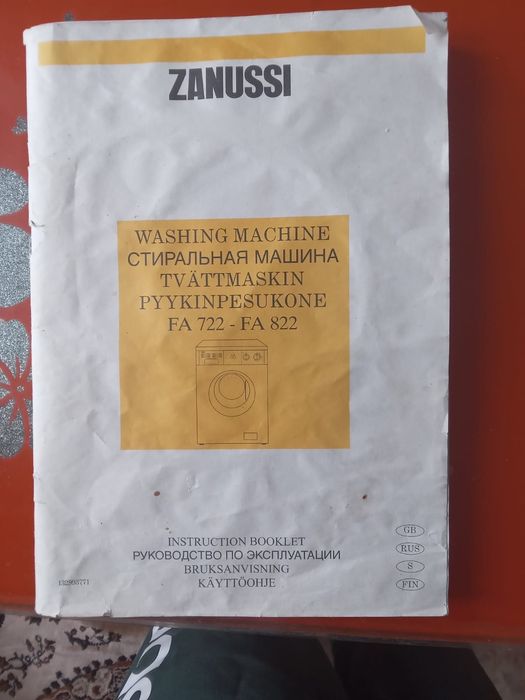 ZANUSSI
WASHING MACHINE
СТИРАЛЬНАЯ МАШИНА
TVÄTTMASKIN
PYYKINPESUKONE
FA 722 - FA 822
INSTRUCTION BOOKLET
РУКОВОДСТВО ПО ЭКСПЛУАТАЦИИ
BRUKSANVISNING
KÄYTTÖOHJE
GB
RUS
S
FIN
132993771